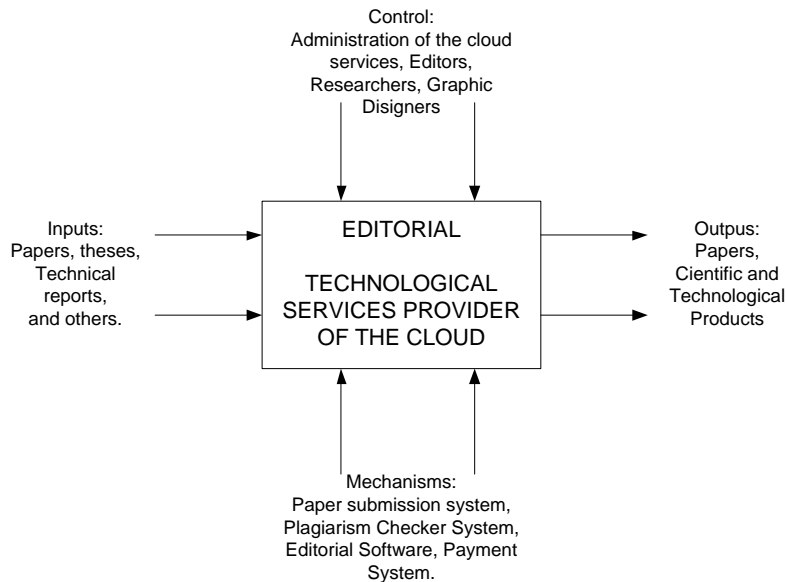 Control:
Administration of the cloud
services, Editors,
Researchers, Graphic
Disigners
Inputs:
Papers, theses,
Technical
reports,
and others.
EDITORIAL
TECHNOLOGICAL
SERVICES PROVIDER
OF THE CLOUD
Outpus:
Papers,
Cientific and
Technological
Products
Mechanisms:
Paper submission system,
Plagiarism Checker System,
Editorial Software, Payment
System.